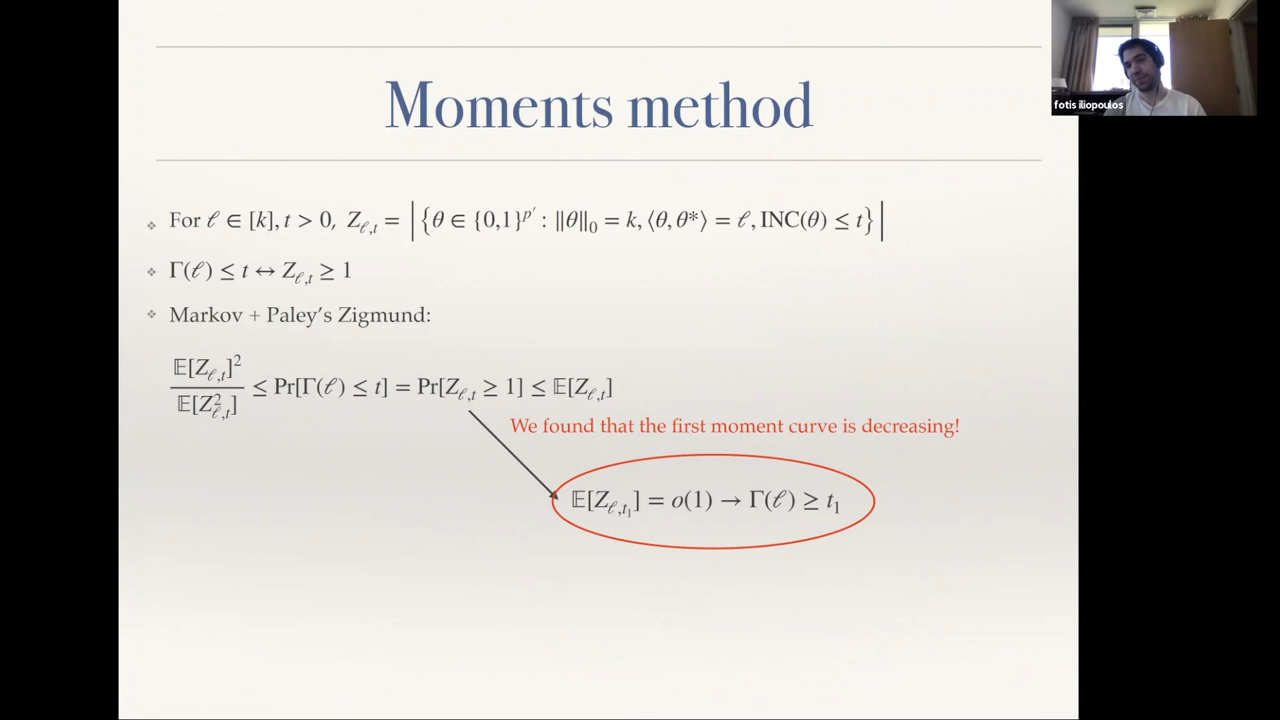 Moments method
fotis iliopoulos
❖ For ℓ ∈ [k], t > 0, Z_{ℓ,t} = |{θ ∈ {0,1}^{p′} : ‖θ‖₀ = k, ⟨θ, θ*⟩ = ℓ, INC(θ) ≤ t}|
❖ Γ(ℓ) ≤ t ↔ Z_{ℓ,t} ≥ 1
❖ Markov + Paley's Zigmund:
𝔼[Z_{ℓ,t}]² / 𝔼[Z²_{ℓ,t}] ≤ Pr[Γ(ℓ) ≤ t] = Pr[Z_{ℓ,t} ≥ 1] ≤ 𝔼[Z_{ℓ,t}]
We found that the first moment curve is decreasing!
𝔼[Z_{ℓ,t₁}] = o(1) → Γ(ℓ) ≥ t₁